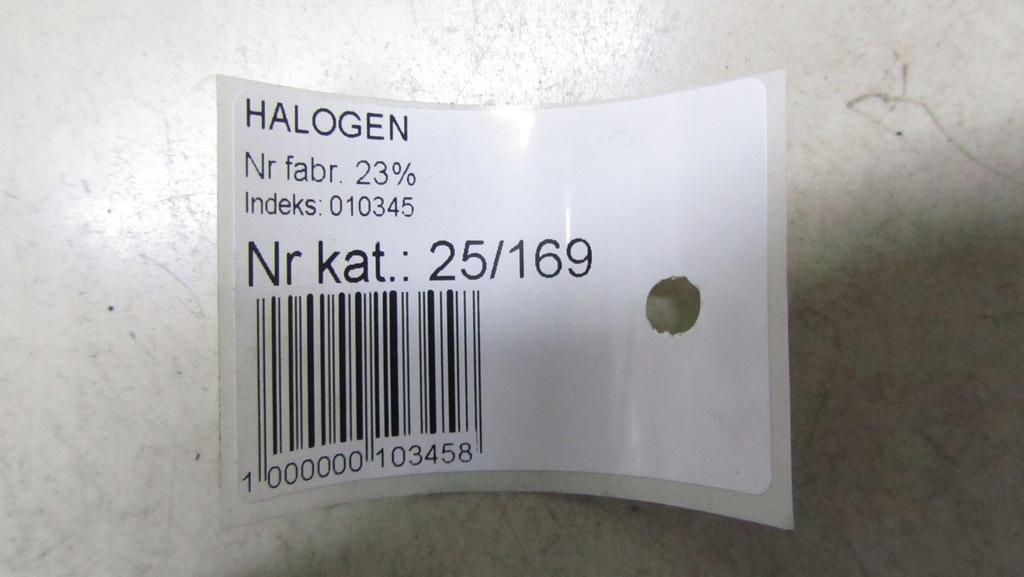 HALOGEN
Nr fabr. 23%
Indeks: 010345
Nr kat.: 25/169
1 000000 103458